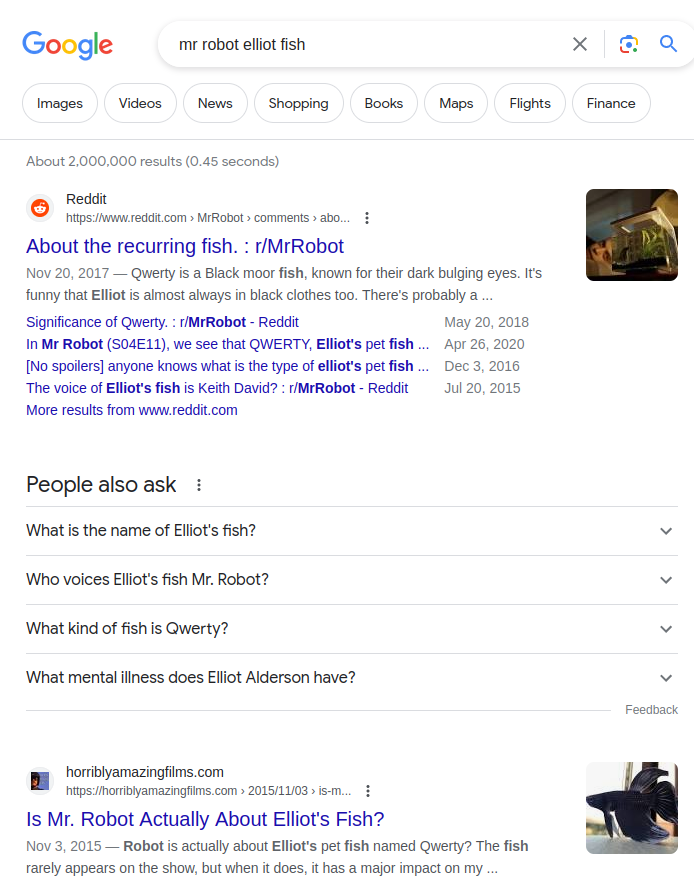 Google
mr robot elliot fish
Images
Videos
News
Shopping
Books
Maps
Flights
Finance
About 2,000,000 results (0.45 seconds)
Reddit
https://www.reddit.com › MrRobot › comments › abo...
About the recurring fish. : r/MrRobot
Nov 20, 2017 — Qwerty is a Black moor fish, known for their dark bulging eyes. It's
funny that Elliot is almost always in black clothes too. There's probably a ...
Significance of Qwerty. : r/MrRobot - Reddit May 20, 2018
In Mr Robot (S04E11), we see that QWERTY, Elliot's pet fish ... Apr 26, 2020
[No spoilers] anyone knows what is the type of elliot's pet fish ... Dec 3, 2016
The voice of Elliot's fish is Keith David? : r/MrRobot - Reddit Jul 20, 2015
More results from www.reddit.com
People also ask
What is the name of Elliot's fish?
Who voices Elliot's fish Mr. Robot?
What kind of fish is Qwerty?
What mental illness does Elliot Alderson have?
Feedback
horriblyamazingfilms.com
https://horriblyamazingfilms.com › 2015/11/03 › is-m...
Is Mr. Robot Actually About Elliot's Fish?
Nov 3, 2015 — Robot is actually about Elliot's pet fish named Qwerty? The fish
rarely appears on the show, but when it does, it has a major impact on my ...